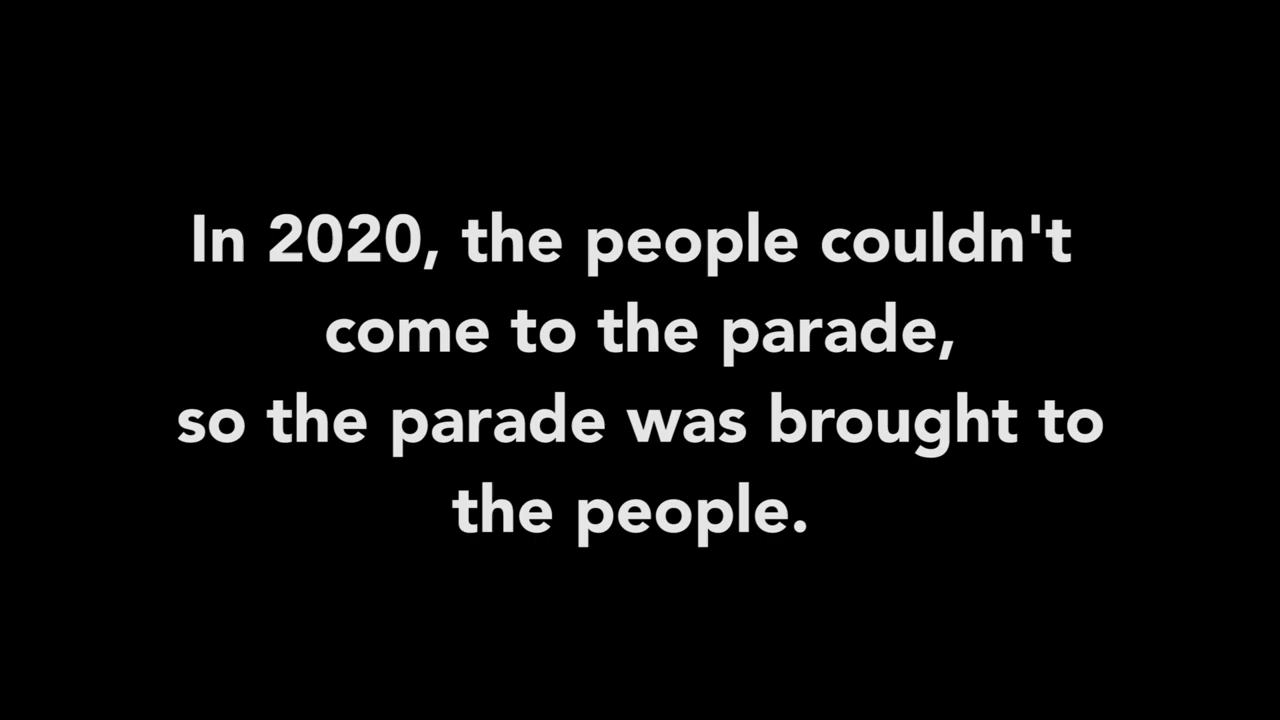 In 2020, the people couldn't
come to the parade,
so the parade was brought to
the people.